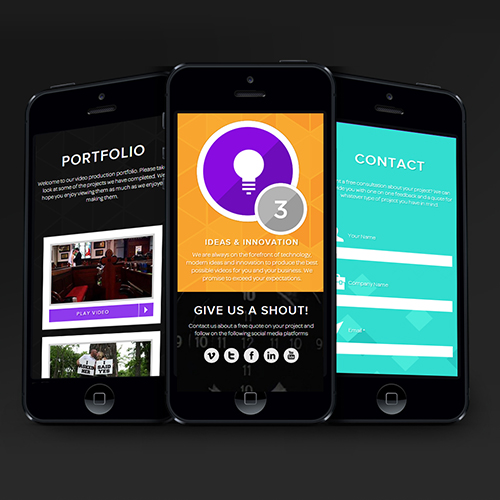 PORTFOLIO
Welcome to our video production portfolio. Please take
look at some of the projects we have completed. We
hope you enjoy viewing them as much as we enjoyed
making them.
PLAY VIDEO
I
ASKED
HER
I
SAID
YES
3
IDEAS & INNOVATION
We are always on the forefront of technology,
modern ideas and innovation to produce the best
possible videos for you and your business. We
promise to exceed your expectations.
GIVE US A SHOUT!
Contact us about a free quote on your project and
follow on the following social media platforms
CONTACT
ts a free consultation about your project? We can
ide you with one on one feedback and a quote for
whatever type of project you have in mind.
Your Name
Company Name
Email *